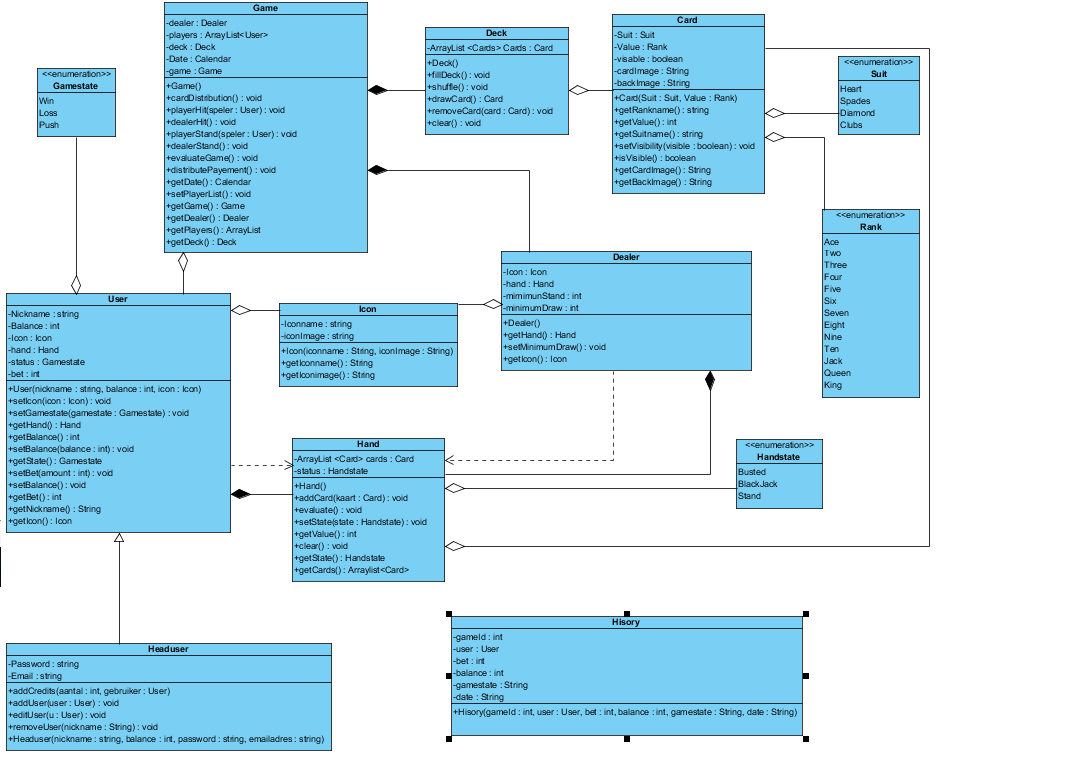 Game
-dealer : Dealer
-players : ArrayList<User>
-deck : Deck
-Date : Calendar
-game : Game
+Game()
+cardDistribution() : void
+playerHit(speler : User) : void
+dealerHit() : void
+playerStand(speler : User) : void
+dealerStand() : void
+evaluateGame() : void
+distributePayement() : void
+getDate() : Calendar
+setPlayerList() : void
+getGame() : Game
+getDealer() : Dealer
+getPlayers() : ArrayList
+getDeck() : Deck
Deck
-ArrayList <Cards> Cards : Card
+Deck()
+fillDeck() : void
+shuffle() : void
+drawCard() : Card
+removeCard(card : Card) : void
+clear() : void
Card
-Suit : Suit
-Value : Rank
-visable : boolean
-cardImage : String
-backImage : String
+Card(Suit : Suit, Value : Rank)
+getRankname() : string
+getValue() : int
+getSuitname() : string
+setVisibility(visible : boolean) : void
+isVisible() : boolean
+getCardImage() : String
+getBackImage() : String
<<enumeration>>
Suit
Heart
Spades
Diamond
Clubs
<<enumeration>>
Gamestate
Win
Loss
Push
<<enumeration>>
Rank
Ace
Two
Three
Four
Five
Six
Seven
Eight
Nine
Ten
Jack
Queen
King
User
-Nickname : string
-Balance : int
-Icon : Icon
-hand : Hand
-status : Gamestate
-bet : int
+User(nickname : string, balance : int, icon : Icon)
+setIcon(icon : Icon) : void
+setGamestate(gamestate : Gamestate) : void
+getHand() : Hand
+getBalance() : int
+setBalance(balance : int) : void
+getState() : Gamestate
+setBet(amount : int) : void
+setBalance() : void
+getBet() : int
+getNickname() : String
+getIcon() : Icon
Icon
-Iconname : string
-iconImage : string
+Icon(iconname : String, iconImage : String)
+getIconname() : String
+getIconimage() : String
Dealer
-Icon : Icon
-hand : Hand
-mimimunStand : int
-minimumDraw : int
+Dealer()
+getHand() : Hand
+setMinimumDraw() : void
+getIcon() : Icon
Hand
-ArrayList <Card> cards : Card
-status : Handstate
+Hand()
+addCard(kaart : Card) : void
+evaluate() : void
+setState(state : Handstate) : void
+getValue() : int
+clear() : void
+getState() : Handstate
+getCards() : Arraylist<Card>
<<enumeration>>
Handstate
Busted
BlackJack
Stand
Headuser
-Password : string
-Email : string
+addCredits(aantal : int, gebruiker : User)
+addUser(user : User) : void
+editUser(u : User) : void
+removeUser(nickname : String) : void
+Headuser(nickname : string, balance : int, password : string, emailadres : string)
Hisory
-gameId : int
-user : User
-bet : int
-balance : int
-gamestate : String
-date : String
+Hisory(gameId : int, user : User, bet : int, balance : int, gamestate : String, date : String)